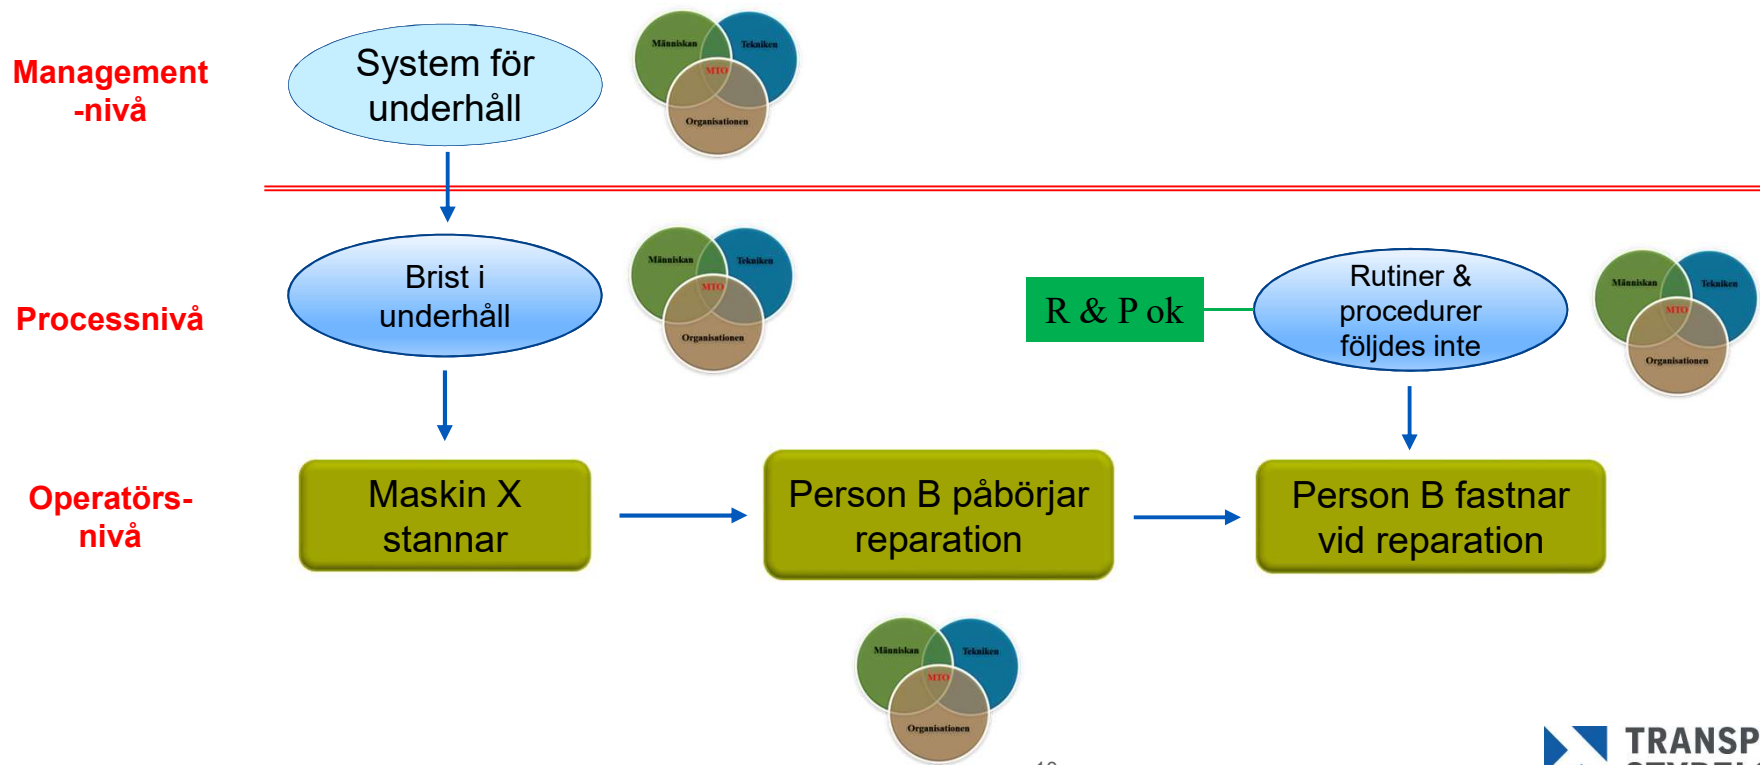 Management
-nivå
System för
underhåll
Människan
Tekniken
MTO
Organisationen
Processnivå
Brist i
underhåll
Människan
Tekniken
MTO
Organisationen
R & P ok
Rutiner &
procedurer
följdes inte
Människan
Tekniken
MTO
Organisationen
Operatörs-
nivå
Maskin X
stannar
Person B påbörjar
reparation
Person B fastnar
vid reparation
Människan
Tekniken
MTO
Organisationen
TRANSP